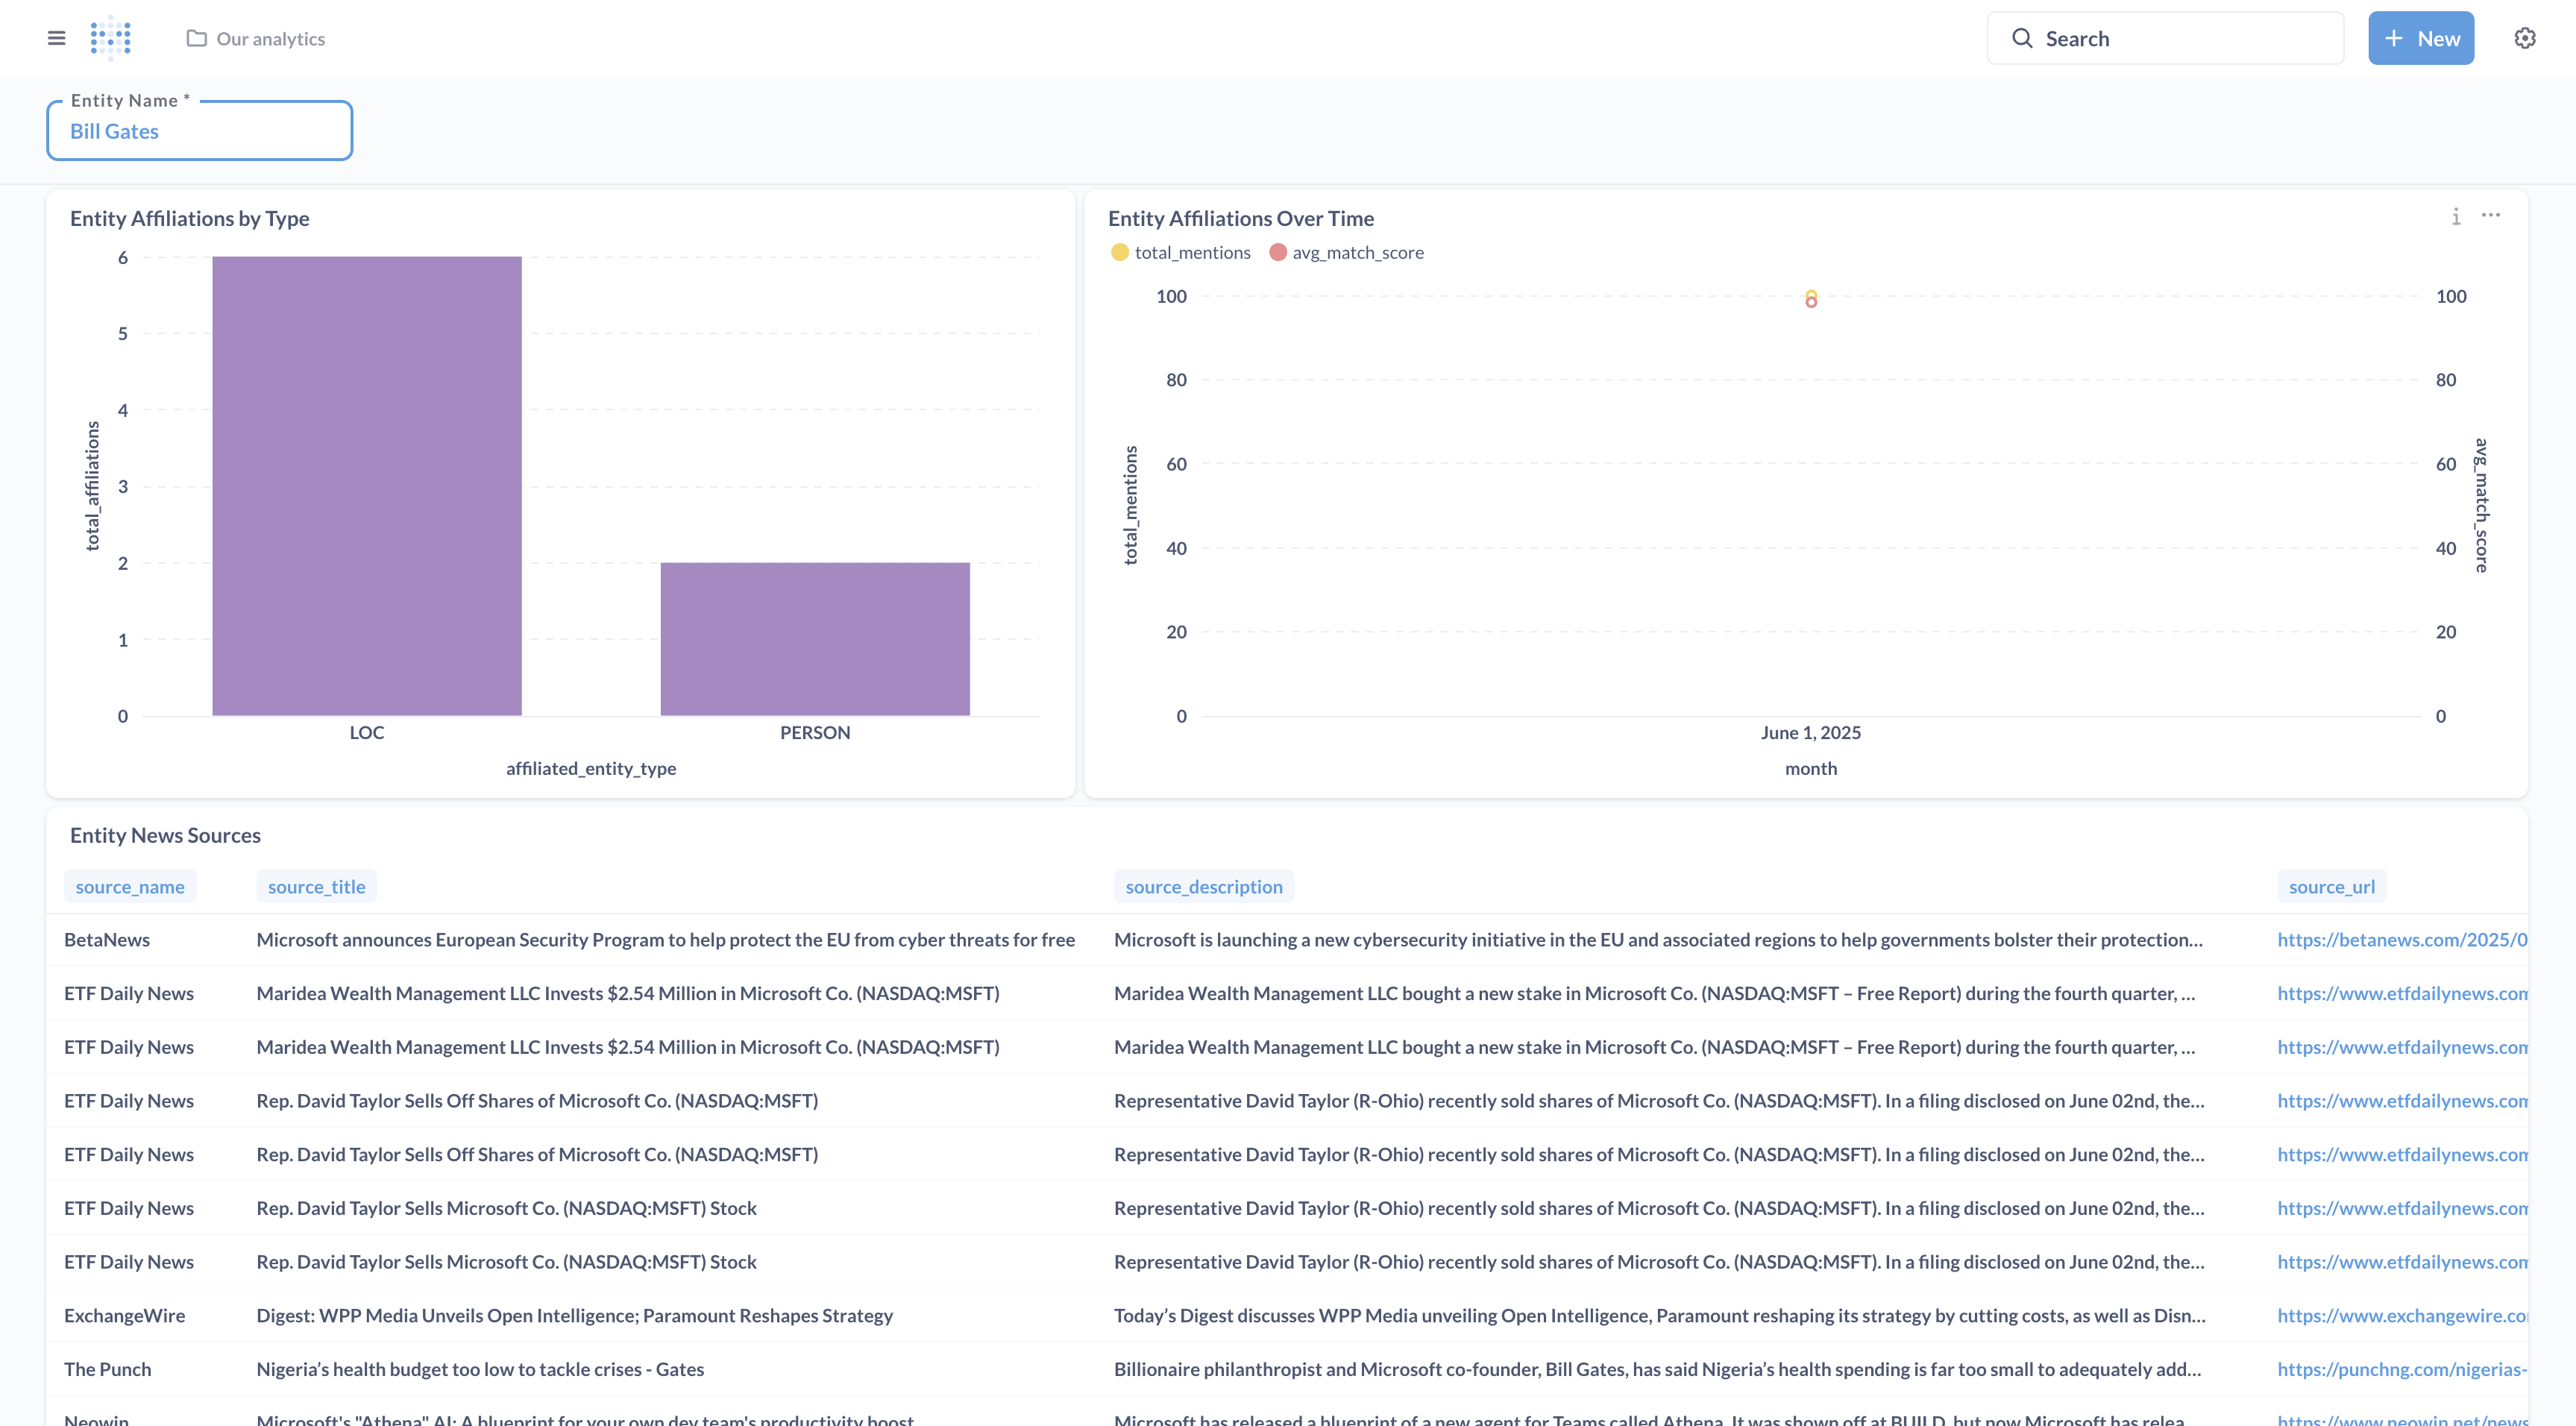 Our analytics
Search
+ New
Entity Name *
Bill Gates
Entity Affiliations by Type
6
5
4
3
2
1
0
total_affiliations
LOC
PERSON
affiliated_entity_type
Entity Affiliations Over Time
total_mentions avg_match_score
100
80
60
40
20
0
total_mentions
100
80
60
40
20
0
avg_match_score
June 1, 2025
month
Entity News Sources
source_name source_title source_description source_url
BetaNews Microsoft announces European Security Program to help protect the EU from cyber threats for free Microsoft is launching a new cybersecurity initiative in the EU and associated regions to help governments bolster their protection... https://betanews.com/2025/0
ETF Daily News Maridea Wealth Management LLC Invests $2.54 Million in Microsoft Co. (NASDAQ:MSFT) Maridea Wealth Management LLC bought a new stake in Microsoft Co. (NASDAQ:MSFT – Free Report) during the fourth quarter, ... https://www.etfdailynews.com
ETF Daily News Maridea Wealth Management LLC Invests $2.54 Million in Microsoft Co. (NASDAQ:MSFT) Maridea Wealth Management LLC bought a new stake in Microsoft Co. (NASDAQ:MSFT – Free Report) during the fourth quarter, ... https://www.etfdailynews.com
ETF Daily News Rep. David Taylor Sells Off Shares of Microsoft Co. (NASDAQ:MSFT) Representative David Taylor (R-Ohio) recently sold shares of Microsoft Co. (NASDAQ:MSFT). In a filing disclosed on June 02nd, the... https://www.etfdailynews.com
ETF Daily News Rep. David Taylor Sells Off Shares of Microsoft Co. (NASDAQ:MSFT) Representative David Taylor (R-Ohio) recently sold shares of Microsoft Co. (NASDAQ:MSFT). In a filing disclosed on June 02nd, the... https://www.etfdailynews.com
ETF Daily News Rep. David Taylor Sells Microsoft Co. (NASDAQ:MSFT) Stock Representative David Taylor (R-Ohio) recently sold shares of Microsoft Co. (NASDAQ:MSFT). In a filing disclosed on June 02nd, the... https://www.etfdailynews.com
ETF Daily News Rep. David Taylor Sells Microsoft Co. (NASDAQ:MSFT) Stock Representative David Taylor (R-Ohio) recently sold shares of Microsoft Co. (NASDAQ:MSFT). In a filing disclosed on June 02nd, the... https://www.etfdailynews.com
ExchangeWire Digest: WPP Media Unveils Open Intelligence; Paramount Reshapes Strategy Today’s Digest discusses WPP Media unveiling Open Intelligence, Paramount reshaping its strategy by cutting costs, as well as Disn... https://www.exchangewire.co
The Punch Nigeria’s health budget too low to tackle crises - Gates Billionaire philanthropist and Microsoft co-founder, Bill Gates, has said Nigeria’s health spending is far too small to adequately add... https://punchng.com/nigerias-
Neowin Microsoft's "Athena" AI: A blueprint for your own dev team's productivity boost Microsoft has released a blueprint of a new agent for Teams called Athena. It was shown off at BUILD, but now Microsoft has relea... https://www.neowin.net/news